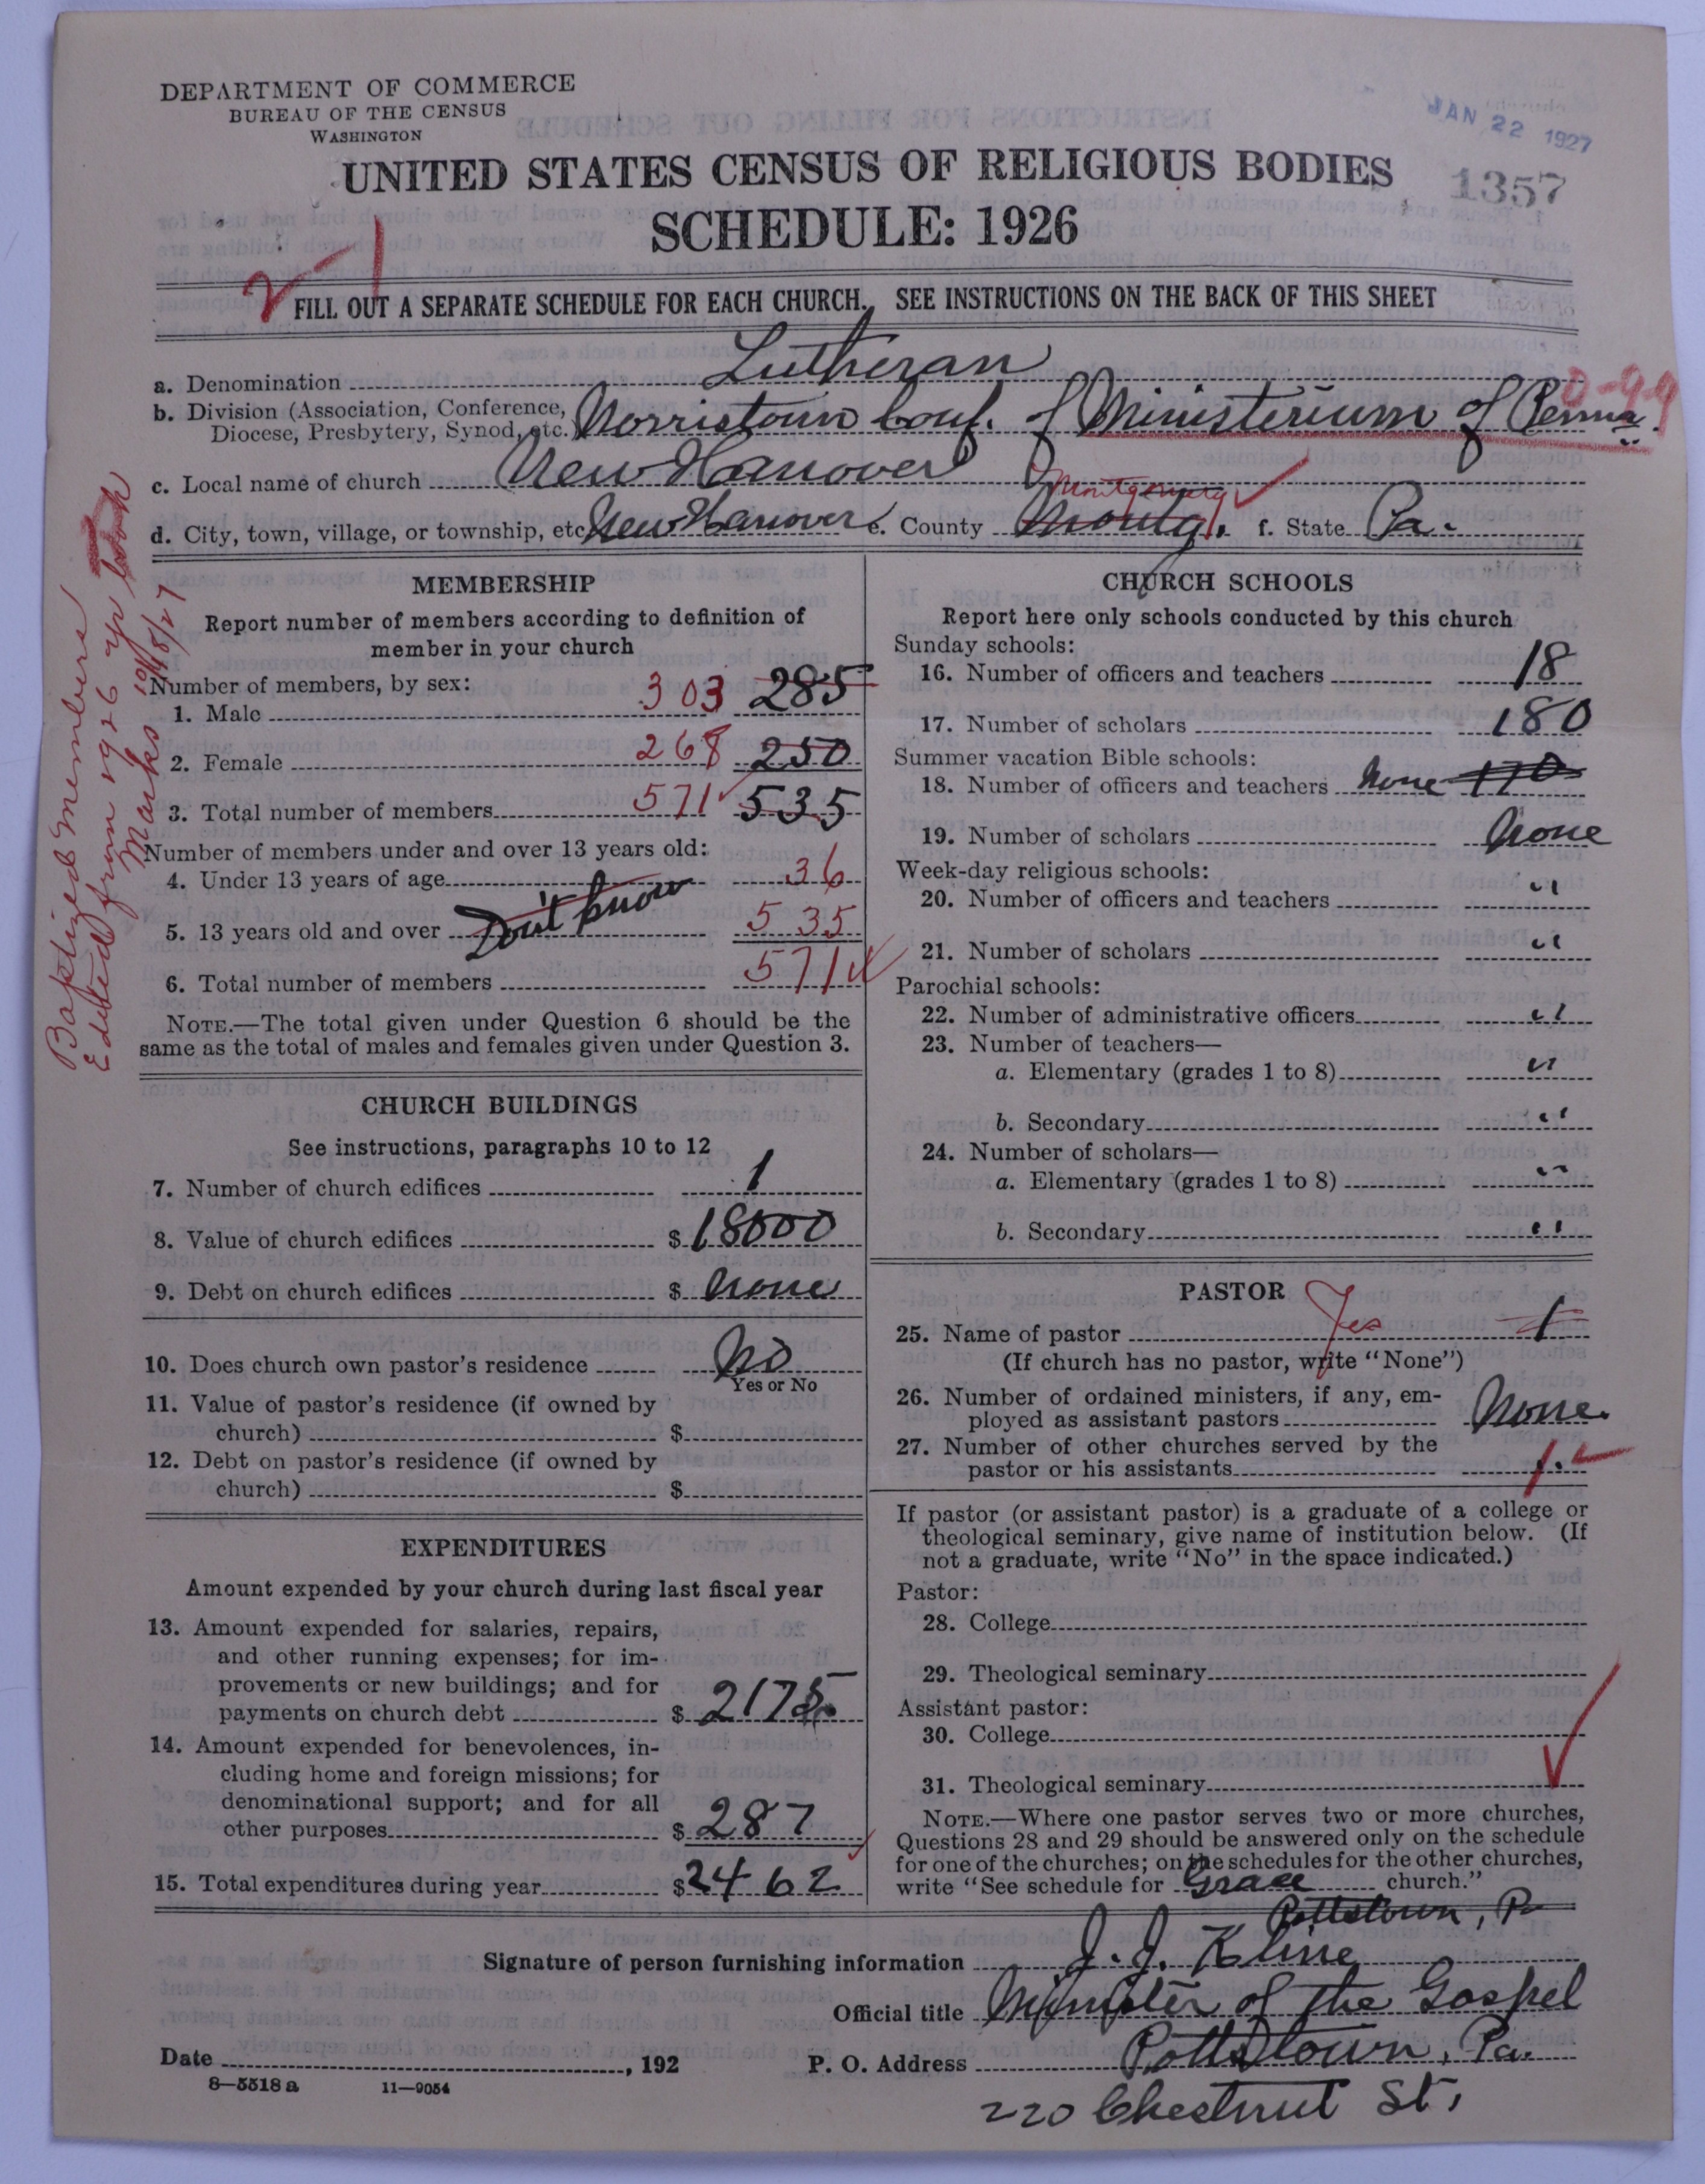 DEPARTMENT OF COMMERCE
BUREAU OF THE CENSUS
WASHINGTON
JAN 22 1927
1357
UNITED STATES CENSUS OF RELIGIOUS BODIES
SCHEDULE: 1926
2-1
FILL OUT A SEPARATE SCHEDULE FOR EACH CHURCH. SEE INSTRUCTIONS ON THE BACK OF THIS SHEET
a. Denomination Lutheran
0-99
b. Division (Association, Conference, Diocese, Presbytery, Synod, etc.) Norristown Conf. of Ministerium of Penna.
c. Local name of church New Hanover
d. City, town, village, or township, etc New Hanover e. County Montg. Montgomery f. State Pa.
Baptized members
Edited from 1926 yr book
Marks 10/18/27
MEMBERSHIP
Report number of members according to definition of
member in your church
Number of members, by sex:
1. Male 303 285
2. Female 268 250
3. Total number of members 571 535
Number of members under and over 13 years old:
4. Under 13 years of age 36
Don't know
5. 13 years old and over 535
6. Total number of members 571
NOTE.—The total given under Question 6 should be the
same as the total of males and females given under Question 3.
CHURCH BUILDINGS
See instructions, paragraphs 10 to 12
7. Number of church edifices 1
8. Value of church edifices $ 18000
9. Debt on church edifices $ None
10. Does church own pastor's residence No
Yes or No
11. Value of pastor's residence (if owned by
church) $
12. Debt on pastor's residence (if owned by
church) $
EXPENDITURES
Amount expended by your church during last fiscal year
13. Amount expended for salaries, repairs,
and other running expenses; for im-
provements or new buildings; and for
payments on church debt $ 2175
14. Amount expended for benevolences, in-
cluding home and foreign missions; for
denominational support; and for all
other purposes $ 287
15. Total expenditures during year $ 2462
CHURCH SCHOOLS
Report here only schools conducted by this church
Sunday schools:
16. Number of officers and teachers 18
17. Number of scholars 180
Summer vacation Bible schools:
18. Number of officers and teachers None 170
19. Number of scholars None
Week-day religious schools:
20. Number of officers and teachers "
21. Number of scholars "
Parochial schools:
22. Number of administrative officers "
23. Number of teachers—
a. Elementary (grades 1 to 8) "
b. Secondary "
24. Number of scholars—
a. Elementary (grades 1 to 8) "
b. Secondary "
PASTOR
25. Name of pastor Yes 1
(If church has no pastor, write "None")
26. Number of ordained ministers, if any, em-
ployed as assistant pastors None.
27. Number of other churches served by the
pastor or his assistants 1.
If pastor (or assistant pastor) is a graduate of a college or
theological seminary, give name of institution below. (If
not a graduate, write "No" in the space indicated.)
Pastor:
28. College
29. Theological seminary
Assistant pastor:
30. College
31. Theological seminary
NOTE.—Where one pastor serves two or more churches,
Questions 28 and 29 should be answered only on the schedule
for one of the churches; on the schedules for the other churches,
write "See schedule for Grace church."
Pottstown, Pa
Signature of person furnishing information J. J. Kline
Official title Minister of the Gospel
Date , 192
P. O. Address Pottstown, Pa.
220 Chestnut St,
8—5518 a 11—9054